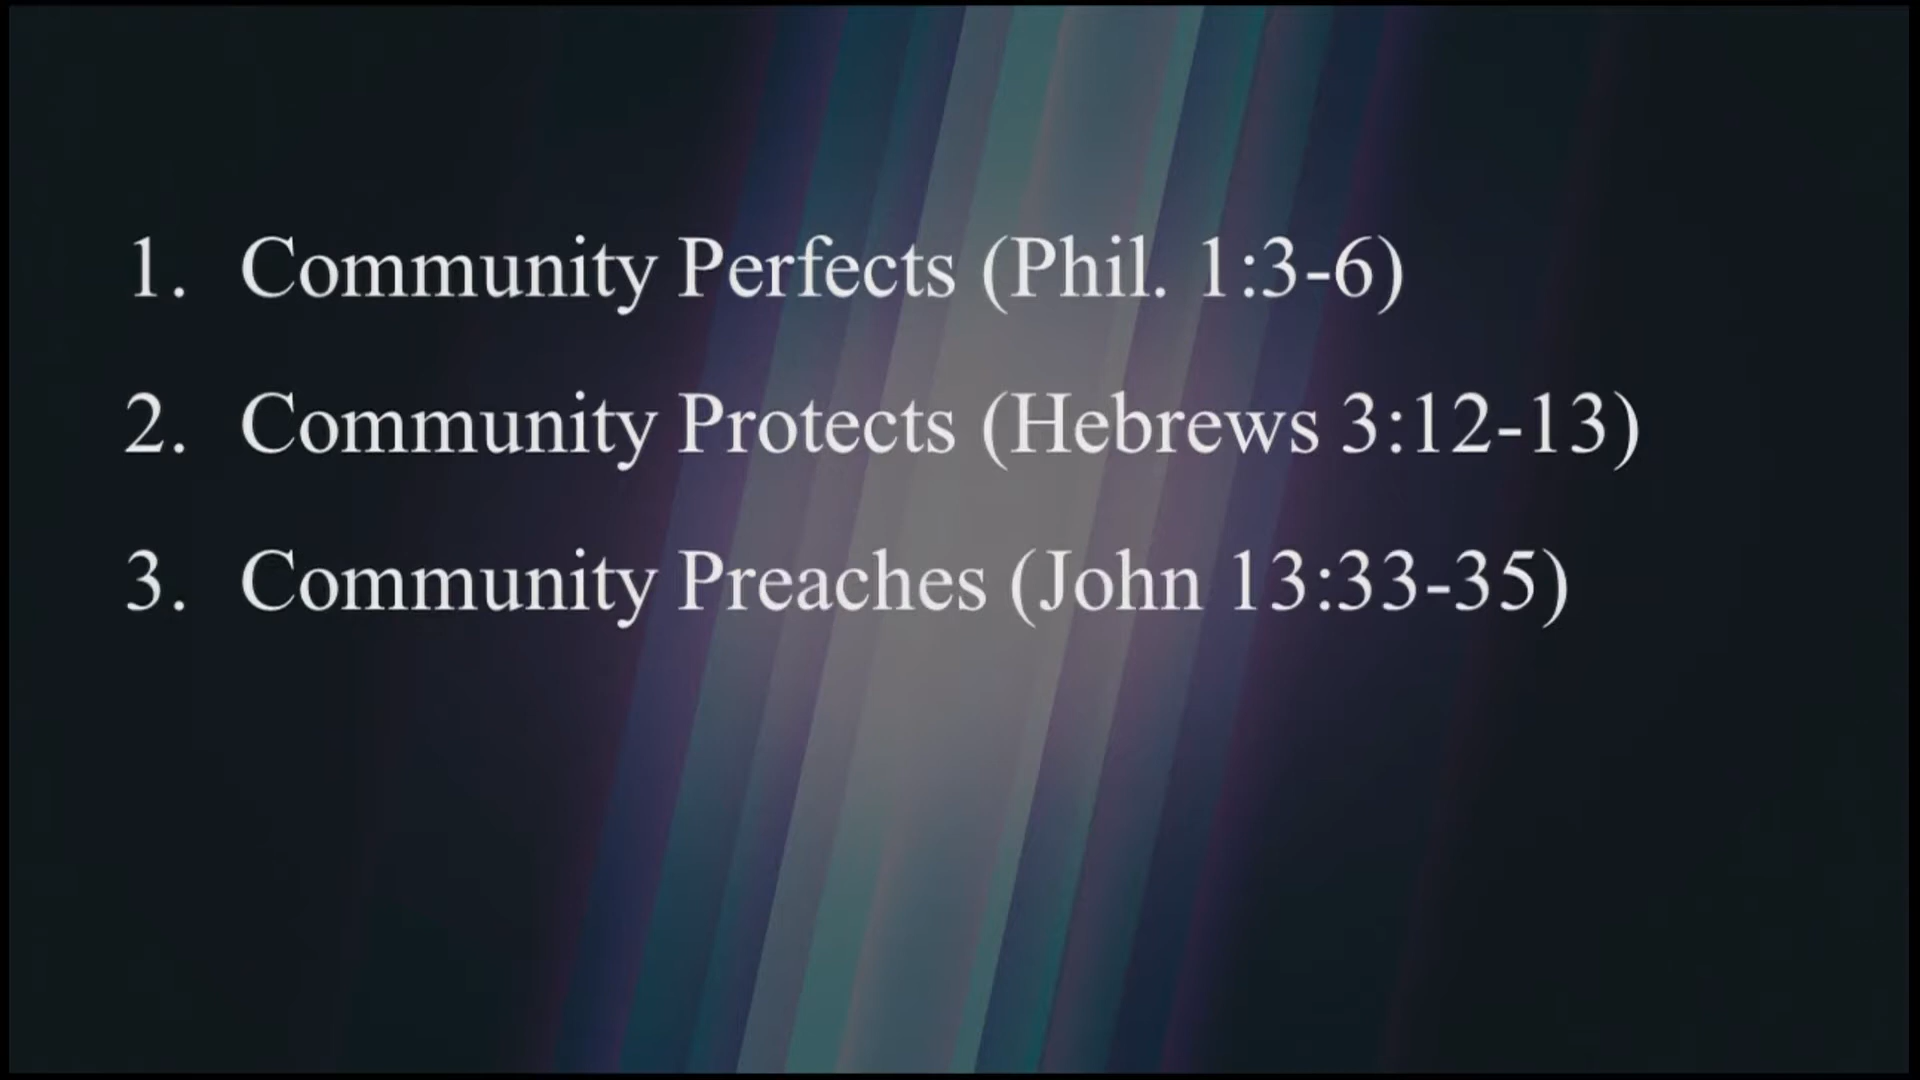 1. Community Perfects (Phil. 1:3-6)
2. Community Protects (Hebrews 3:12-13)
3. Community Preaches (John 13:33-35)